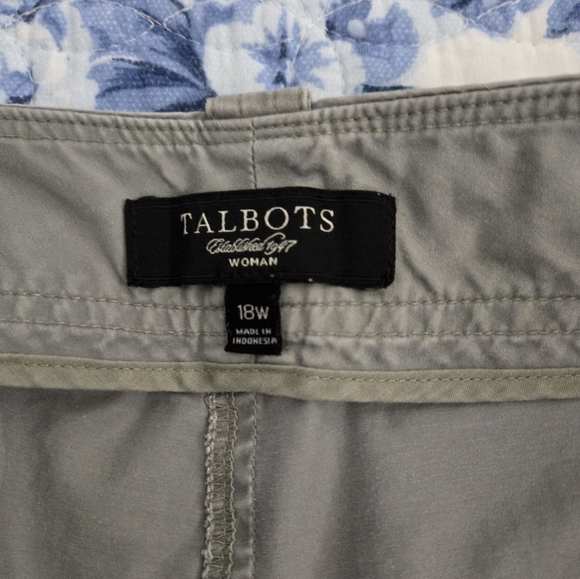 TALBOTS
Established 1947
WOMAN
18W
MADE IN
INDONESIA